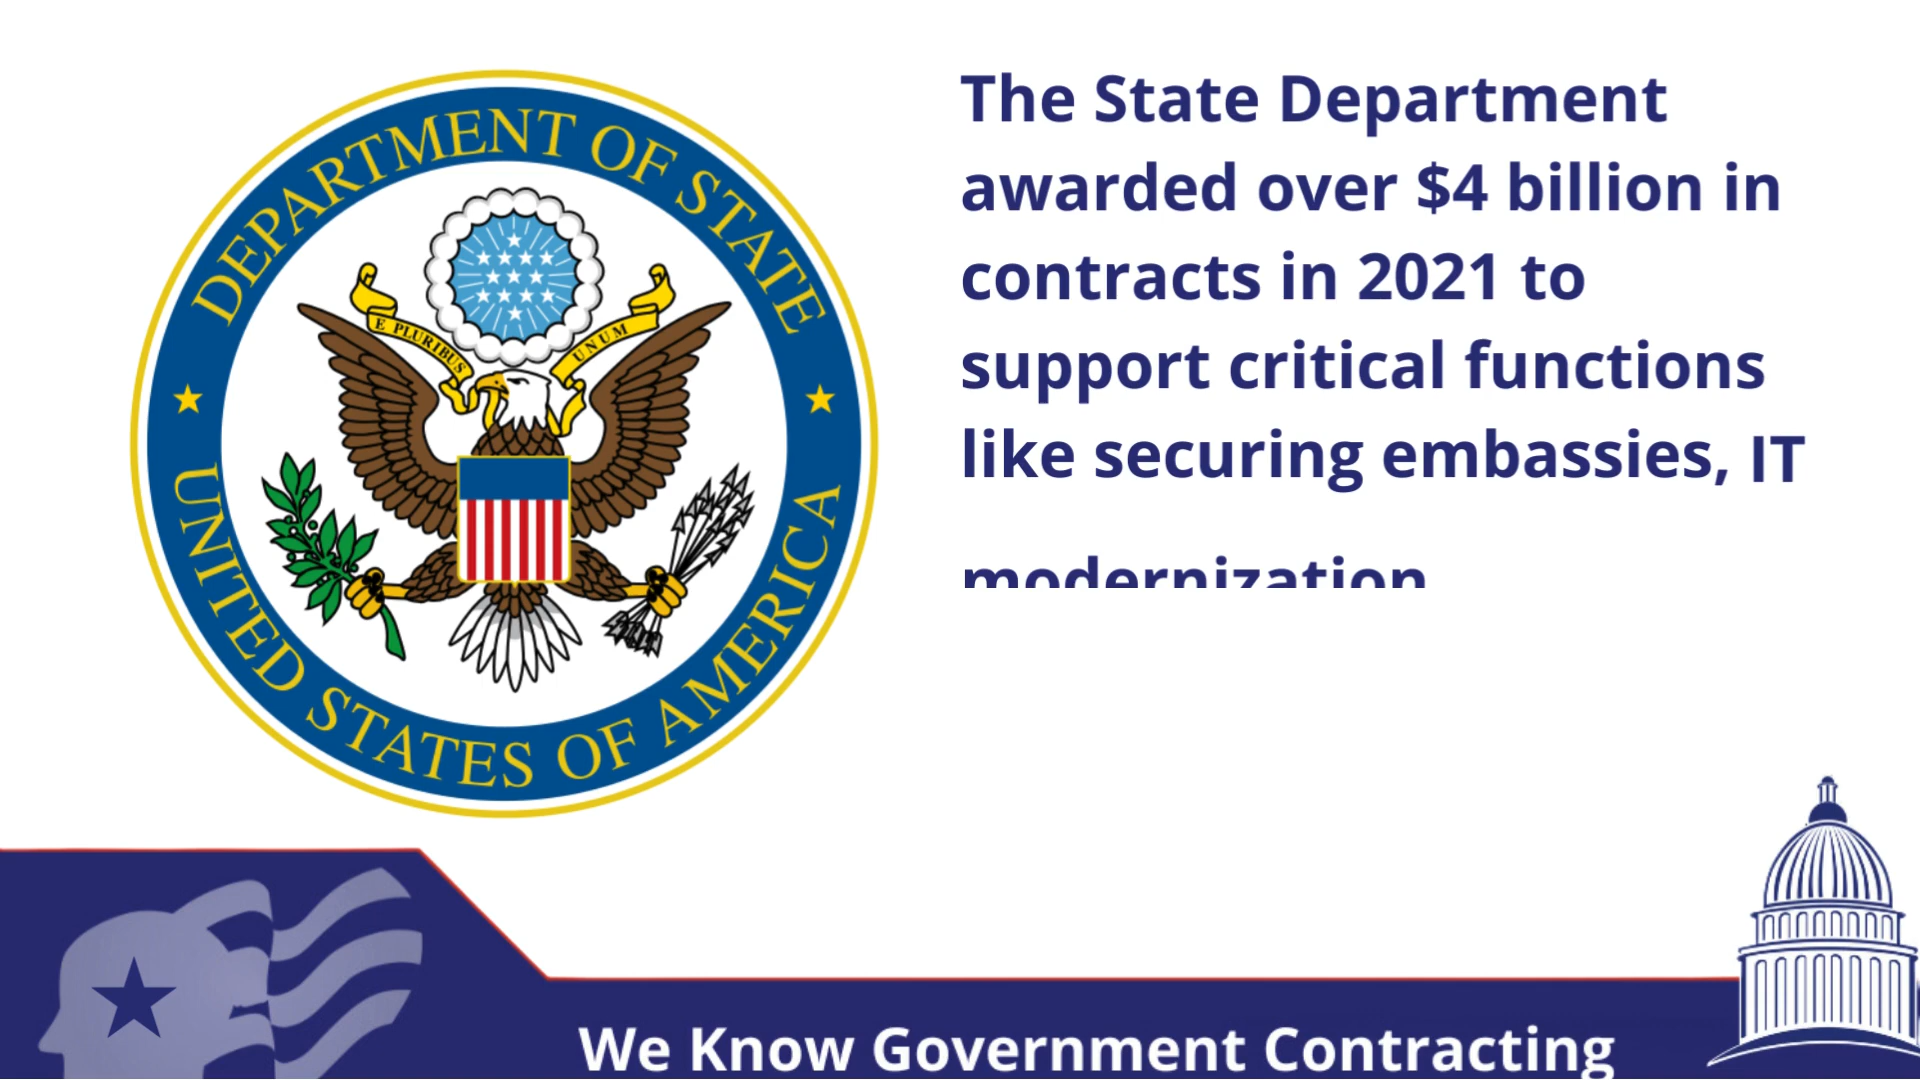 DEPARTMENT OF STATE
E PLURIBUS UNUM
UNITED STATES OF AMERICA
The State Department
awarded over $4 billion in
contracts in 2021 to
support critical functions
like securing embassies, IT
modernization
We Know Government Contracting